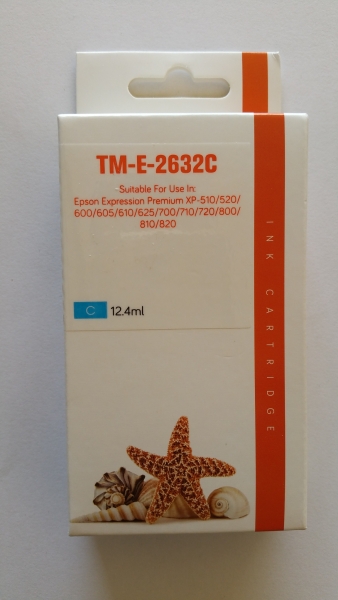 TM-E-2632C
Suitable For Use In:
Epson Expression Premium XP-510/520/
600/605/610/625/700/710/720/800/
810/820
C 12.4ml
INK CARTRIDGE